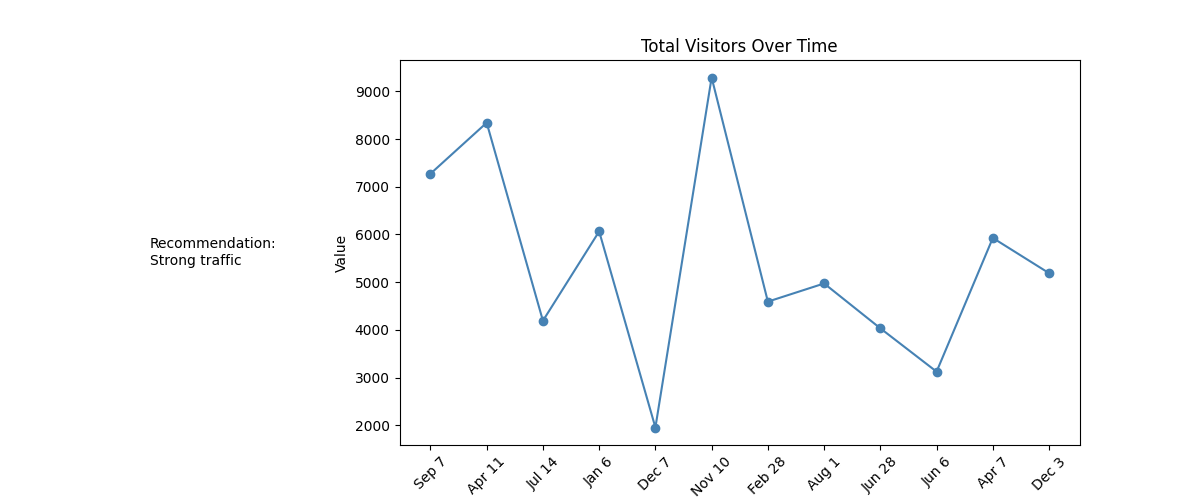 Total Visitors Over Time
Recommendation:
Strong traffic
Value
9000
8000
7000
6000
5000
4000
3000
2000
Sep 7
Apr 11
Jul 14
Jan 6
Dec 7
Nov 10
Feb 28
Aug 1
Jun 28
Jun 6
Apr 7
Dec 3